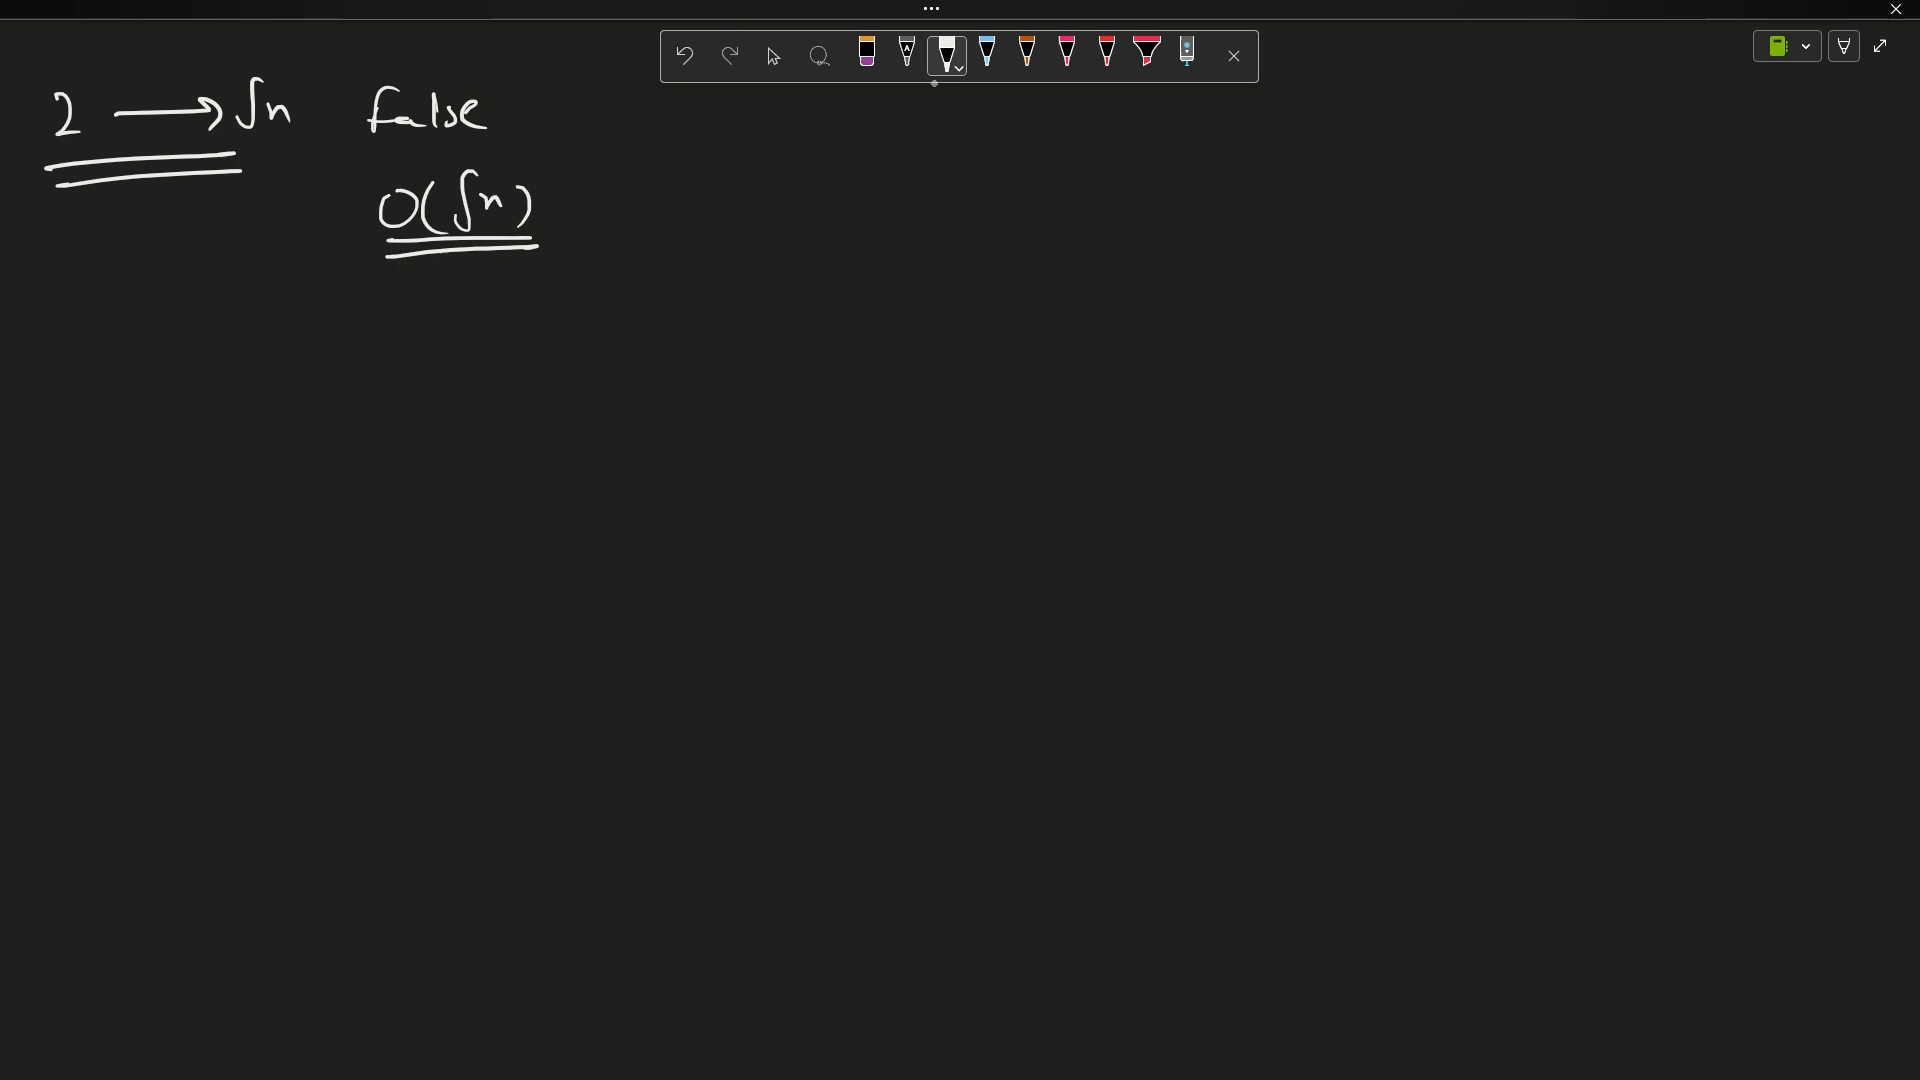 2 ⟶ √n false
O(√n)